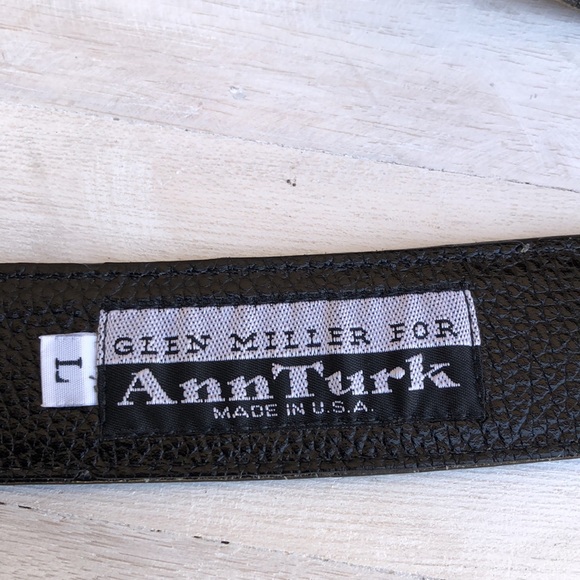 GLEN MILLER FOR
AnnTurk
MADE IN U.S.A.
L